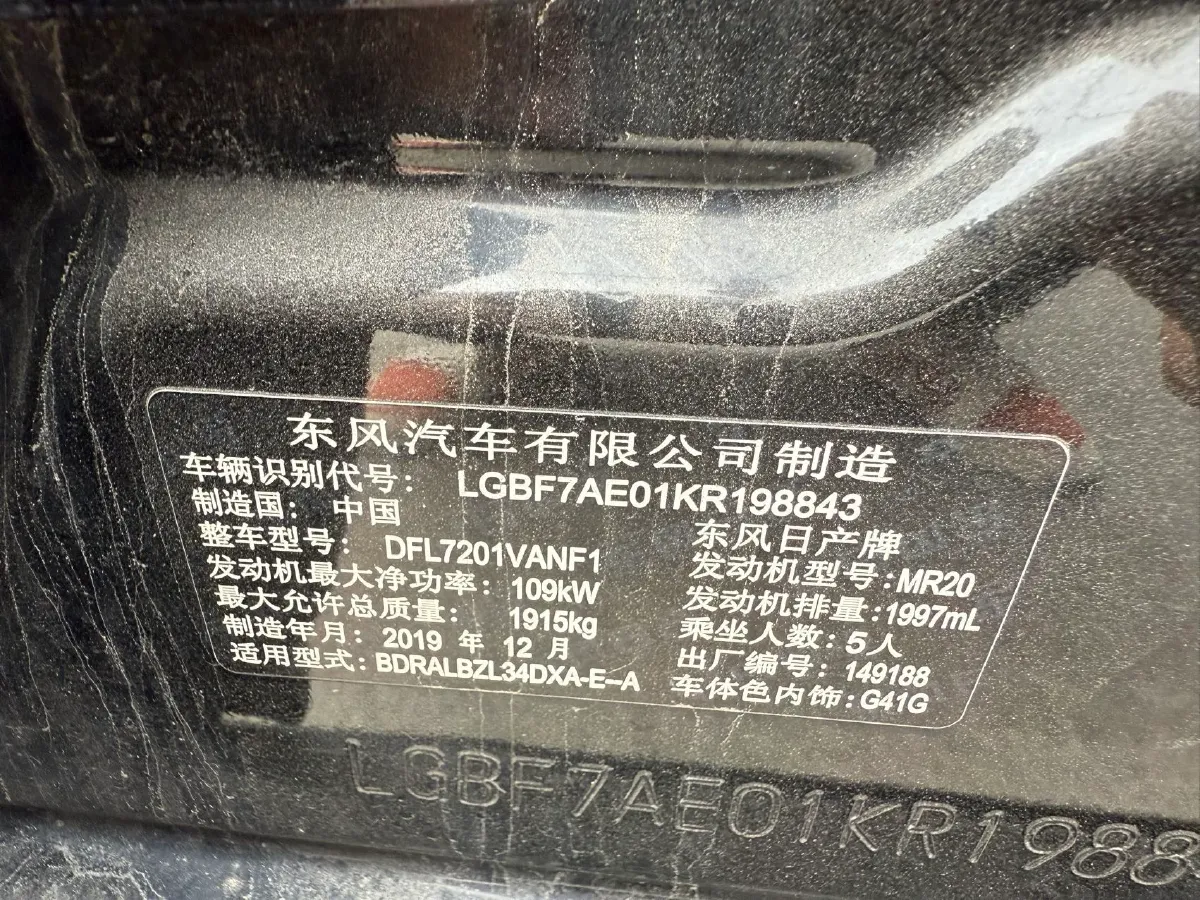 东风汽车有限公司制造
车辆识别代号: LGBF7AE01KR198843
制造国: 中国 东风日产牌
整车型号: DFL7201VANF1 发动机型号:MR20
发动机最大净功率: 109kW 发动机排量:1997mL
最大允许总质量: 1915kg 乘坐人数:5人
制造年月: 2019 年 12 月 出厂编号: 149188
适用型式: BDRALBZL34DXA-E-A 车体色内饰:G41G
LGBF7AE01KR1988